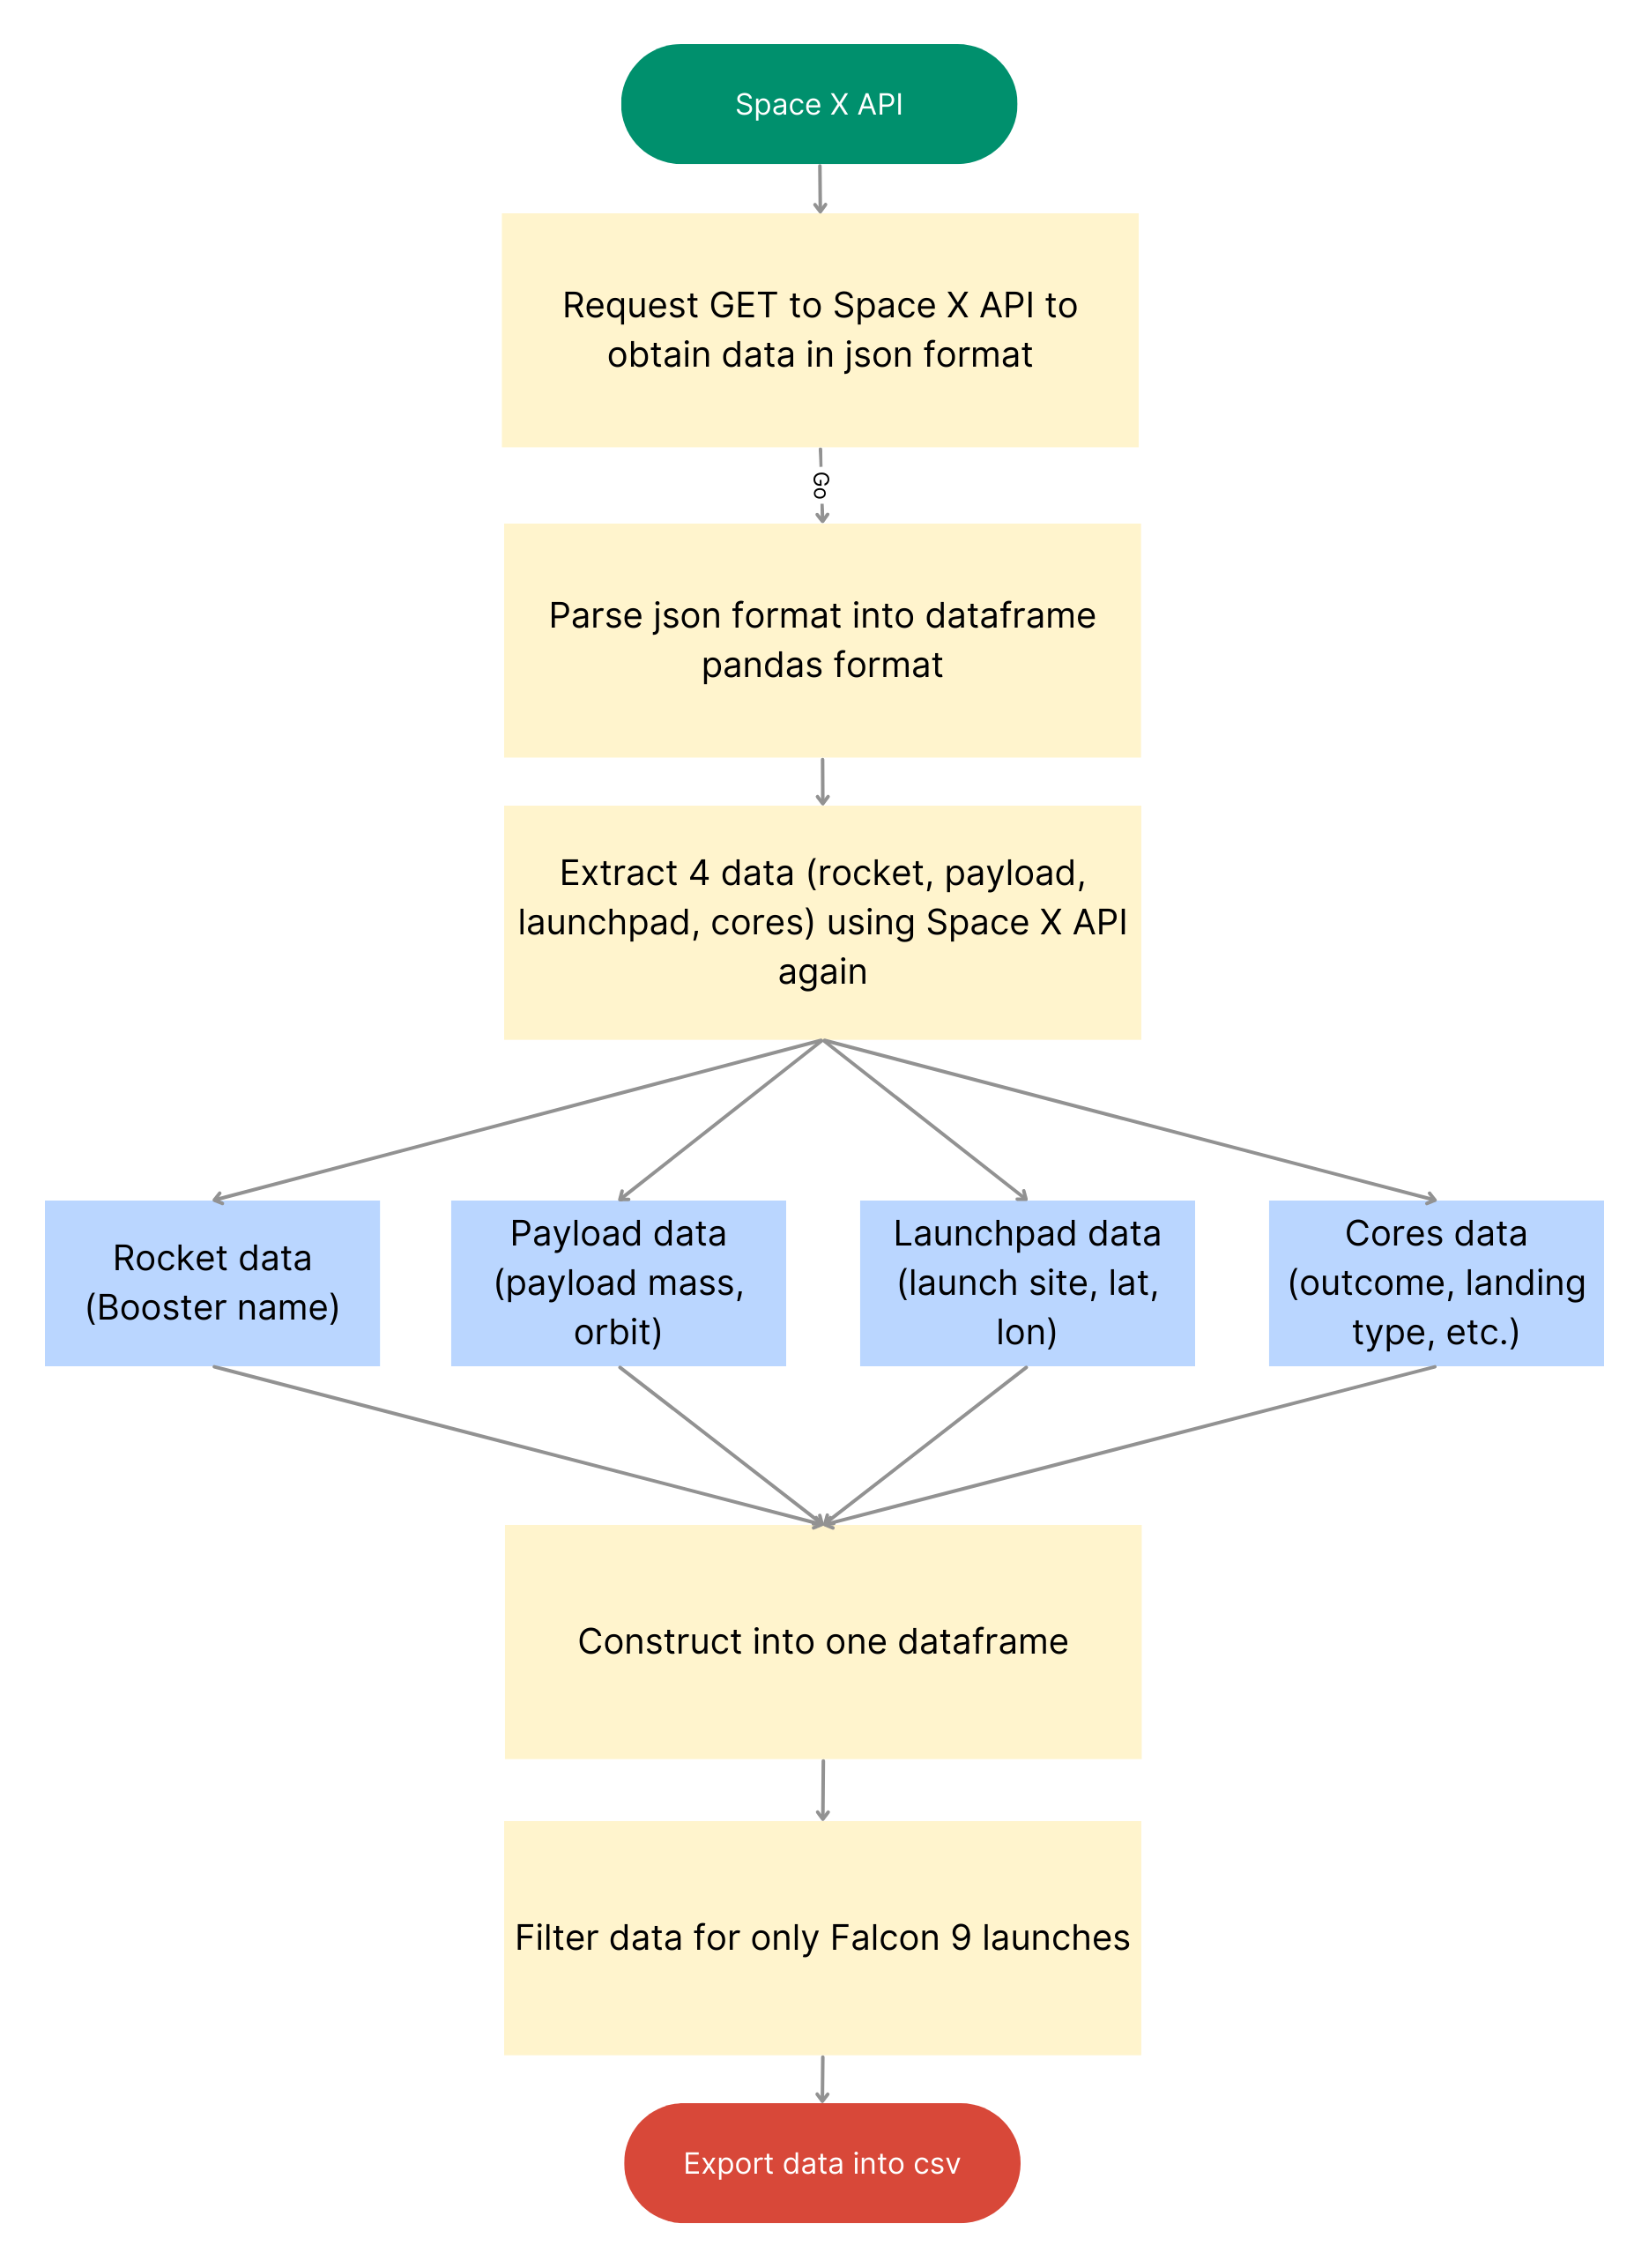 Space X API
Request GET to Space X API to
obtain data in json format
Go
Parse json format into dataframe
pandas format
Extract 4 data (rocket, payload,
launchpad, cores) using Space X API
again
Rocket data
(Booster name)
Payload data
(payload mass,
orbit)
Launchpad data
(launch site, lat,
lon)
Cores data
(outcome, landing
type, etc.)
Construct into one dataframe
Filter data for only Falcon 9 launches
Export data into csv